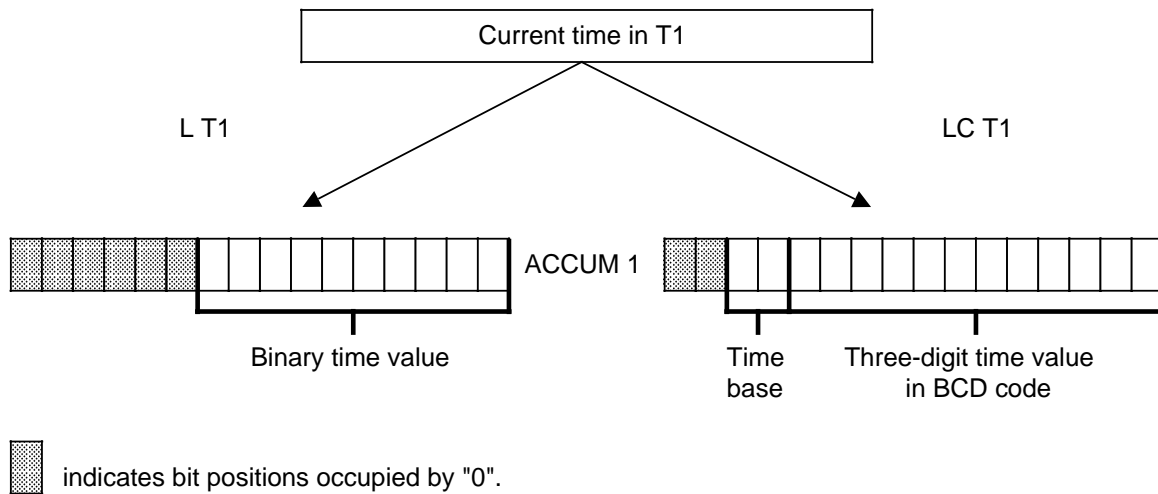 Current time in T1
L T1
LC T1
ACCUM 1
Binary time value
Time
base
Three-digit time value
in BCD code
indicates bit positions occupied by "0".